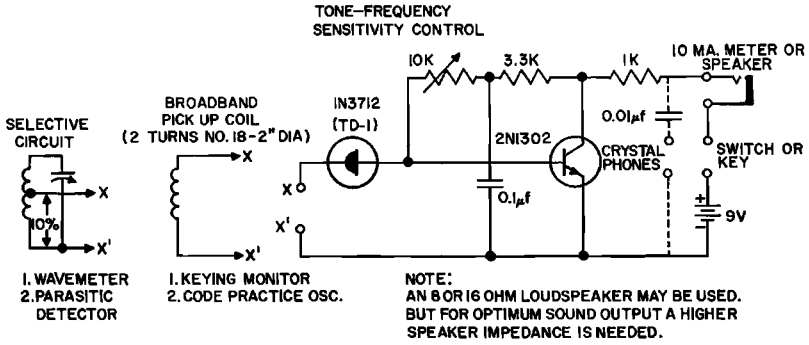 TONE-FREQUENCY
SENSITIVITY CONTROL
10K
3.3K
1K
10 MA. METER OR
SPEAKER
BROADBAND
PICK UP COIL
(2 TURNS NO. 18-2" DIA)
1N3712
(TD-1)
0.01µf
SELECTIVE
CIRCUIT
2N1302
CRYSTAL
PHONES
SWITCH OR
KEY
X
X
X
10%
0.1µf
+
9V
-
X'
X'
X'
1. WAVEMETER
2. PARASITIC
DETECTOR
1. KEYING MONITOR
2. CODE PRACTICE OSC.
NOTE:
AN 8 OR 16 OHM LOUDSPEAKER MAY BE USED.
BUT FOR OPTIMUM SOUND OUTPUT A HIGHER
SPEAKER IMPEDANCE IS NEEDED.